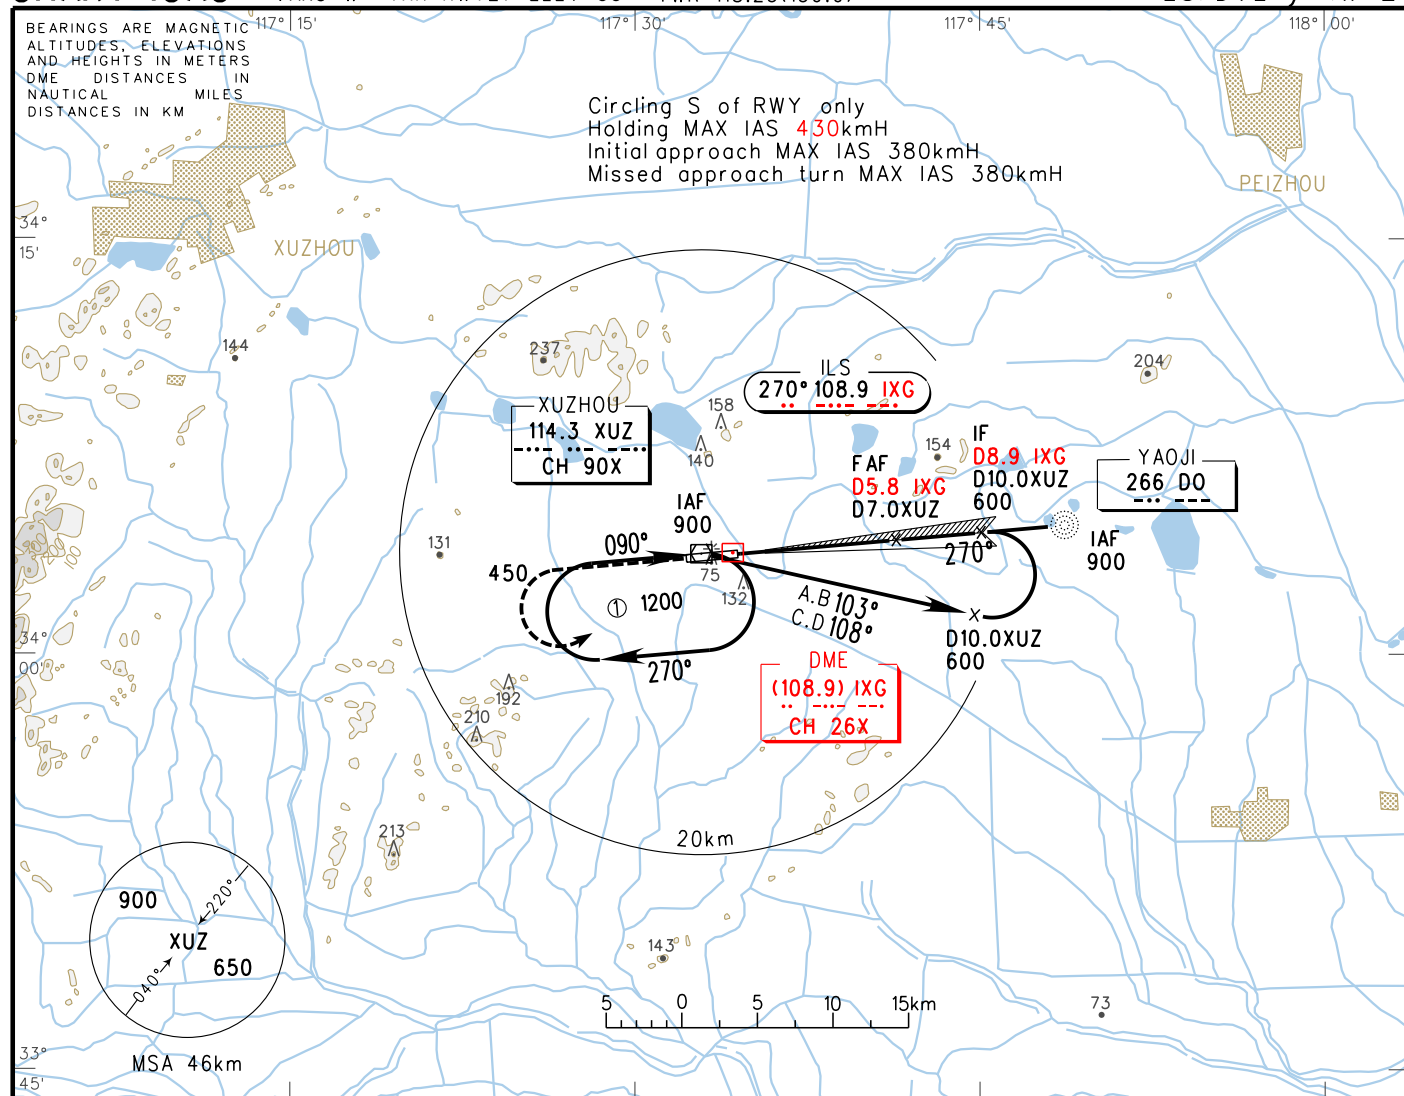 117°15'
117°30'
117°45'
118°00'
BEARINGS ARE MAGNETIC
ALTITUDES, ELEVATIONS
AND HEIGHTS IN METERS
DME DISTANCES IN
NAUTICAL MILES
DISTANCES IN KM
Circling S of RWY only
Holding MAX IAS 430kmH
Initial approach MAX IAS 380kmH
Missed approach turn MAX IAS 380kmH
PEIZHOU
34°
15'
XUZHOU
144
237
204
ILS
270° 108.9 IXG
XUZHOU
114.3 XUZ
CH 90X
158
140
154
IF
D8.9 IXG
D10.0XUZ
600
FAF
D5.8 IXG
D7.0XUZ
YAOJI
266 DO
IAF
900
IAF
900
131
090°
450
75
132
270°
① 1200
A.B 103°
C.D 108°
D10.0XUZ
600
34°
00'
270°
DME
(108.9) IXG
CH 26X
192
210
213
20km
900
220°
XUZ
650
040°
MSA 46km
143
5 0 5 10 15km
73
33°
45'